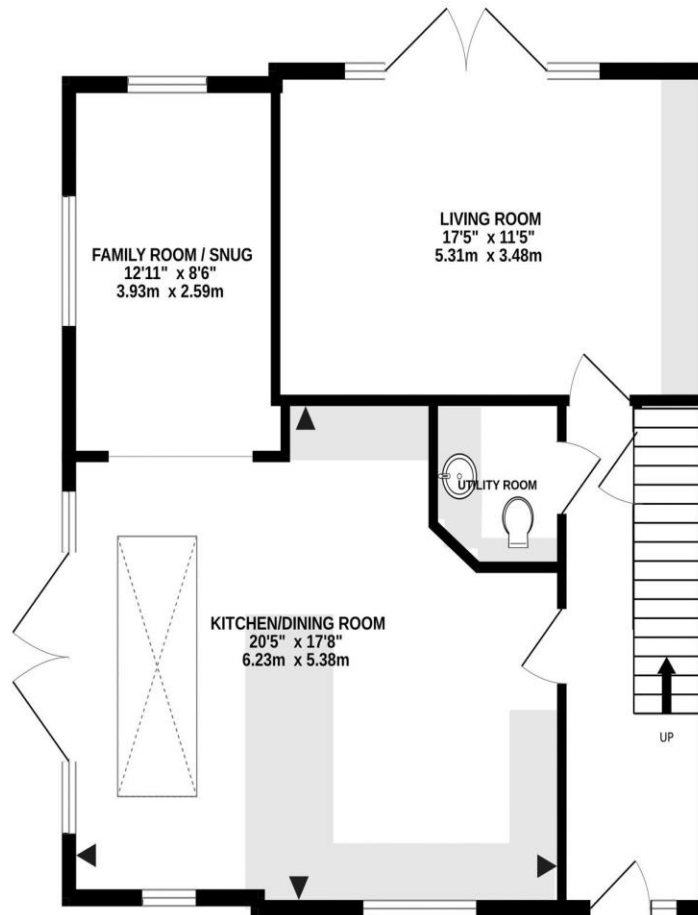 LIVING ROOM
17'5" x 11'5"
5.31m x 3.48m
FAMILY ROOM / SNUG
12'11" x 8'6"
3.93m x 2.59m
UTILITY ROOM
KITCHEN/DINING ROOM
20'5" x 17'8"
6.23m x 5.38m
UP